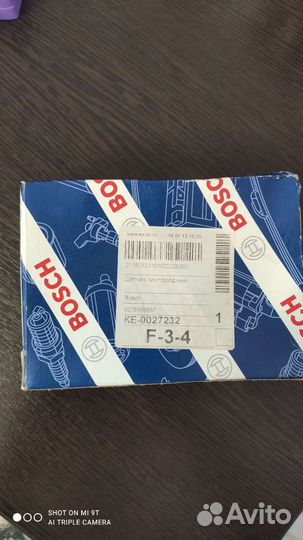 BOSCH
BOSCH
BOSCH
www.exist.ru
Датчик кислородный
Bosch
KE-0027232
1
F-3-4
SHOT ON MI 9T
AI TRIPLE CAMERA
Avito